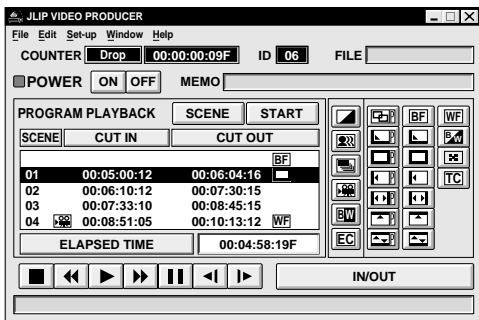 JLIP VIDEO PRODUCER
File Edit Set-up Window Help
COUNTER Drop 00:00:00:09F ID 06 FILE
POWER ON OFF MEMO
PROGRAM PLAYBACK SCENE START
SCENE CUT IN CUT OUT
BF
01 00:05:00:12 00:06:04:16
02 00:06:10:12 00:07:30:15
03 00:07:33:10 00:08:45:15
04 00:08:51:05 00:10:13:12 WF
ELAPSED TIME 00:04:58:19F
P BF WF
P B/W
P
BW P TC
EC P
IN/OUT